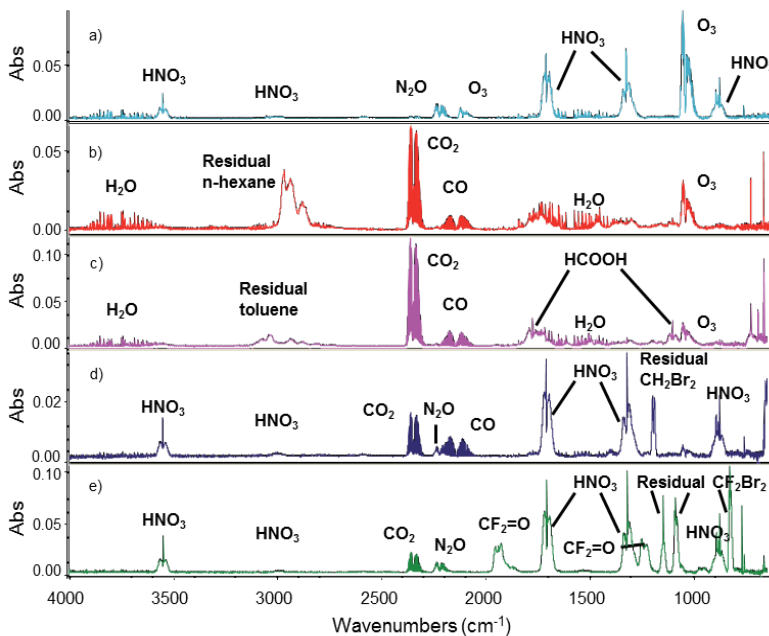 a)
HNO3
HNO3
N2O
O3
HNO3
O3
HNO
Abs
0.05
0.00
b)
H2O
Residual
n-hexane
CO2
CO
H2O
O3
Abs
0.05
0.00
c)
H2O
Residual
toluene
CO2
CO
HCOOH
H2O
O3
Abs
0.10
0.05
0.00
d)
HNO3
HNO3
CO2
N2O
CO
HNO3
Residual
CH2Br2
HNO3
Abs
0.02
0.00
e)
HNO3
HNO3
CO2
N2O
CF2=O
HNO3
CF2=O
Residual
CF2Br2
HNO3
Abs
0.10
0.05
0.00
4000 3500 3000 2500 2000 1500 1000
Wavenumbers (cm-1)